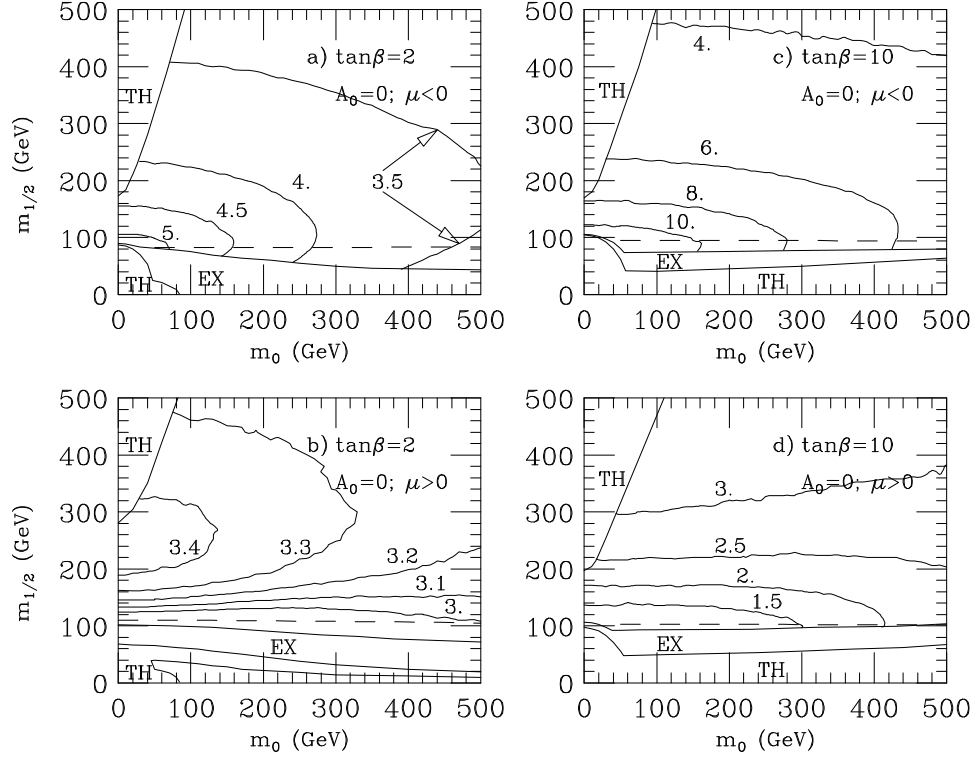 500
400
300
200
100
0
m1/2 (GeV)
a) tanβ=2
A0=0; μ<0
TH
4.
3.5
4.5
5.
EX
TH
0 100 200 300 400 500
m0 (GeV)
500
400
300
200
100
0
c) tanβ=10
A0=0; μ<0
4.
TH
6.
8.
10.
EX
TH
0 100 200 300 400 500
m0 (GeV)
500
400
300
200
100
0
m1/2 (GeV)
b) tanβ=2
A0=0; μ>0
TH
3.4
3.3
3.2
3.1
3.
EX
TH
0 100 200 300 400 500
m0 (GeV)
500
400
300
200
100
0
d) tanβ=10
A0=0; μ>0
TH
3.
2.5
2.
1.5
EX
TH
0 100 200 300 400 500
m0 (GeV)